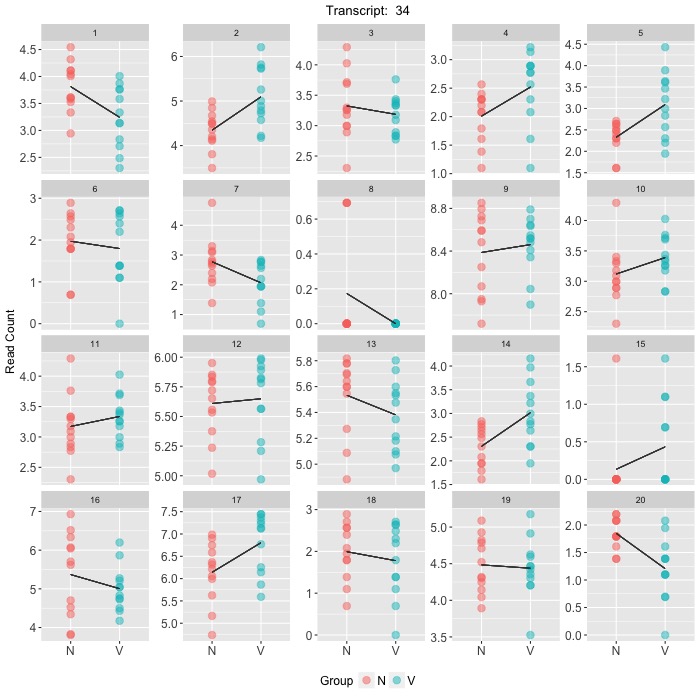 Transcript: 34
1 2 3 4 5
4.5 4.0 3.5 3.0 2.5
6 5 4
4.0 3.5 3.0 2.5
3.0 2.5 2.0 1.5 1.0
4.5 4.0 3.5 3.0 2.5 2.0 1.5
6 7 8 9 10
3 2 1 0
4 3 2 1
0.6 0.4 0.2 0.0
8.8 8.4 8.0
4.0 3.5 3.0 2.5
Read Count
11 12 13 14 15
4.0 3.5 3.0 2.5
6.00 5.75 5.50 5.25 5.00
5.8 5.6 5.4 5.2 5.0
4.0 3.5 3.0 2.5 2.0 1.5
1.5 1.0 0.5 0.0
16 17 18 19 20
7 6 5 4
7.5 7.0 6.5 6.0 5.5 5.0
3 2 1 0
5.0 4.5 4.0 3.5
2.0 1.5 1.0 0.5 0.0
N V N V N V N V N V
Group N V